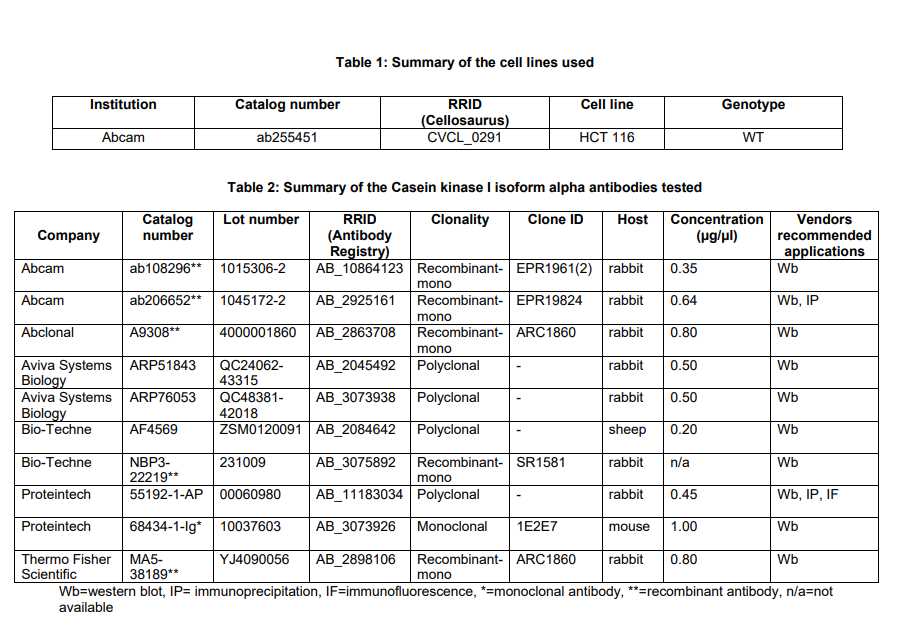 Table 1: Summary of the cell lines used
Institution Catalog number RRID (Cellosaurus) Cell line Genotype
Abcam ab255451 CVCL_0291 HCT 116 WT
Table 2: Summary of the Casein kinase I isoform alpha antibodies tested
Company Catalog number Lot number RRID (Antibody Registry) Clonality Clone ID Host Concentration (µg/µl) Vendors recommended applications
Abcam ab108296** 1015306-2 AB_10864123 Recombinant-mono EPR1961(2) rabbit 0.35 Wb
Abcam ab206652** 1045172-2 AB_2925161 Recombinant-mono EPR19824 rabbit 0.64 Wb, IP
Abclonal A9308** 4000001860 AB_2863708 Recombinant-mono ARC1860 rabbit 0.80 Wb
Aviva Systems Biology ARP51843 QC24062-43315 AB_2045492 Polyclonal - rabbit 0.50 Wb
Aviva Systems Biology ARP76053 QC48381-42018 AB_3073938 Polyclonal - rabbit 0.50 Wb
Bio-Techne AF4569 ZSM0120091 AB_2084642 Polyclonal - sheep 0.20 Wb
Bio-Techne NBP3-22219** 231009 AB_3075892 Recombinant-mono SR1581 rabbit n/a Wb
Proteintech 55192-1-AP 00060980 AB_11183034 Polyclonal - rabbit 0.45 Wb, IP, IF
Proteintech 68434-1-Ig* 10037603 AB_3073926 Monoclonal 1E2E7 mouse 1.00 Wb
Thermo Fisher Scientific MA5-38189** YJ4090056 AB_2898106 Recombinant-mono ARC1860 rabbit 0.80 Wb
Wb=western blot, IP= immunoprecipitation, IF=immunofluorescence, *=monoclonal antibody, **=recombinant antibody, n/a=not
available